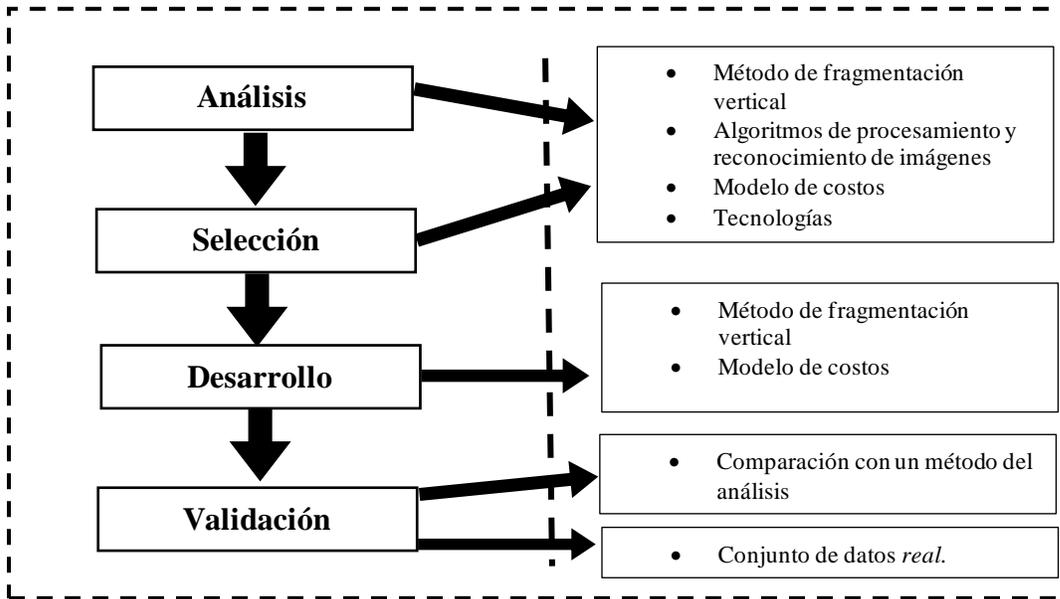 Análisis
Selección
Desarrollo
Validación
• Método de fragmentación
vertical
• Algoritmos de procesamiento y
reconocimiento de imágenes
• Modelo de costos
• Tecnologías
• Método de fragmentación
vertical
• Modelo de costos
• Comparación con un método del
análisis
• Conjunto de datos real.